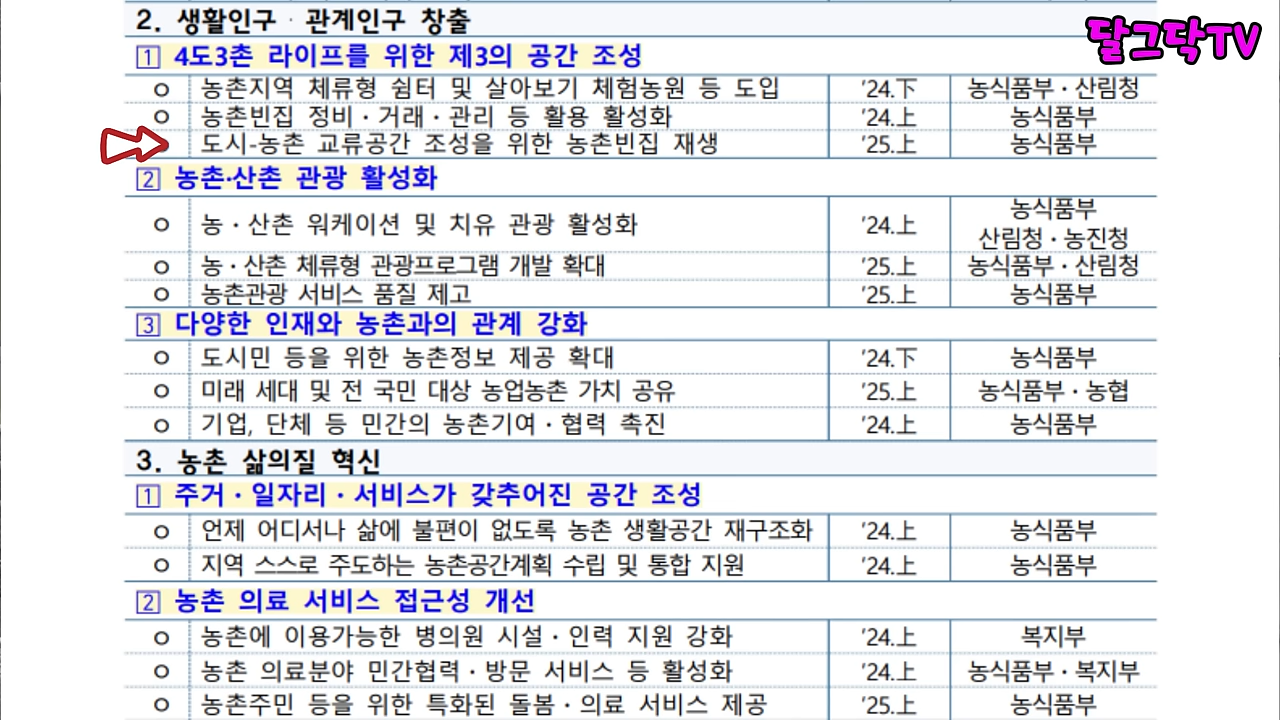 2. 생활인구·관계인구 창출
달그닥TV
1 4도3촌 라이프를 위한 제3의 공간 조성
ㅇ 농촌지역 체류형 쉼터 및 살아보기 체험농원 등 도입 '24.下 농식품부·산림청
ㅇ 농촌빈집 정비·거래·관리 등 활용 활성화 '24.上 농식품부
ㅇ 도시-농촌 교류공간 조성을 위한 농촌빈집 재생 '25.上 농식품부
2 농촌·산촌 관광 활성화
ㅇ 농·산촌 워케이션 및 치유 관광 활성화 '24.上 농식품부
산림청·농진청
ㅇ 농·산촌 체류형 관광프로그램 개발 확대 '25.上 농식품부·산림청
ㅇ 농촌관광 서비스 품질 제고 '25.上 농식품부
3 다양한 인재와 농촌과의 관계 강화
ㅇ 도시민 등을 위한 농촌정보 제공 확대 '24.下 농식품부
ㅇ 미래 세대 및 전 국민 대상 농업농촌 가치 공유 '25.上 농식품부·농협
ㅇ 기업, 단체 등 민간의 농촌기여·협력 촉진 '24.上 농식품부
3. 농촌 삶의질 혁신
1 주거·일자리·서비스가 갖추어진 공간 조성
ㅇ 언제 어디서나 삶에 불편이 없도록 농촌 생활공간 재구조화 '24.上 농식품부
ㅇ 지역 스스로 주도하는 농촌공간계획 수립 및 통합 지원 '24.上 농식품부
2 농촌 의료 서비스 접근성 개선
ㅇ 농촌에 이용가능한 병의원 시설·인력 지원 강화 '24.上 복지부
ㅇ 농촌 의료분야 민간협력·방문 서비스 등 활성화 '24.上 농식품부·복지부
ㅇ 농촌주민 등을 위한 특화된 돌봄·의료 서비스 제공 '25.上 농식품부